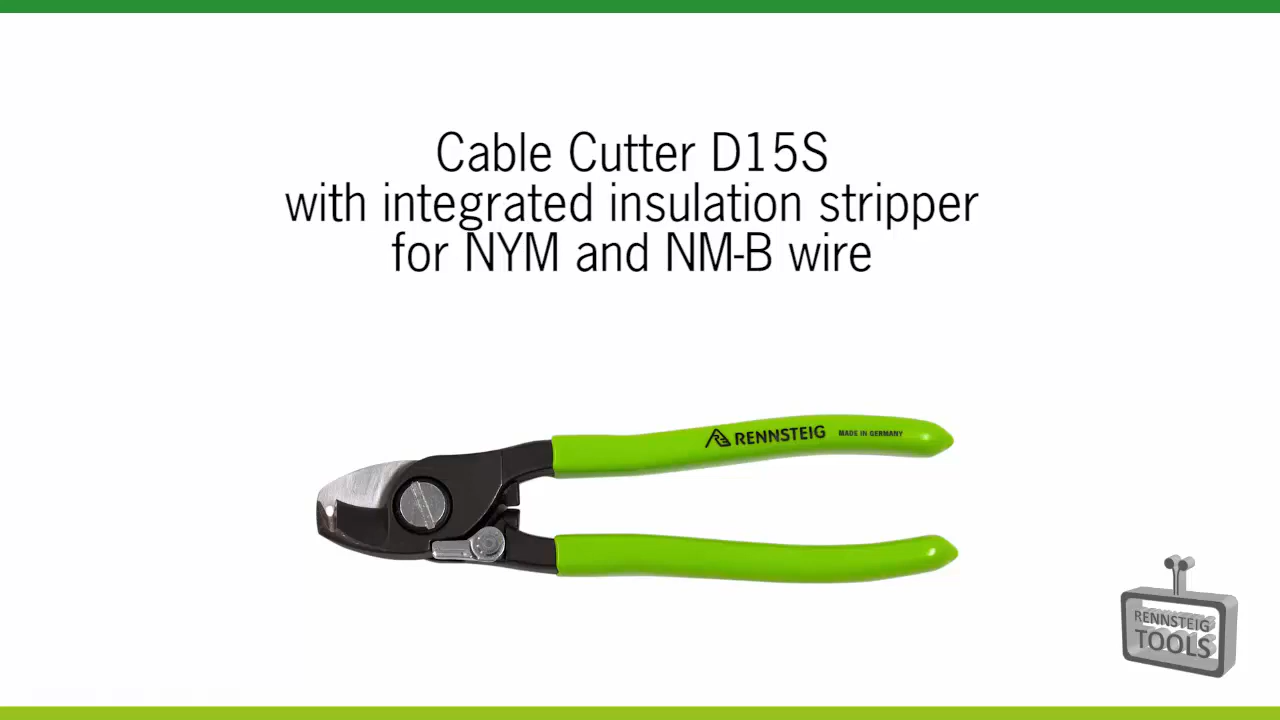 Cable Cutter D15S
with integrated insulation stripper
for NYM and NM-B wire
RENNSTEIG MADE IN GERMANY
RENNSTEIG
TOOLS